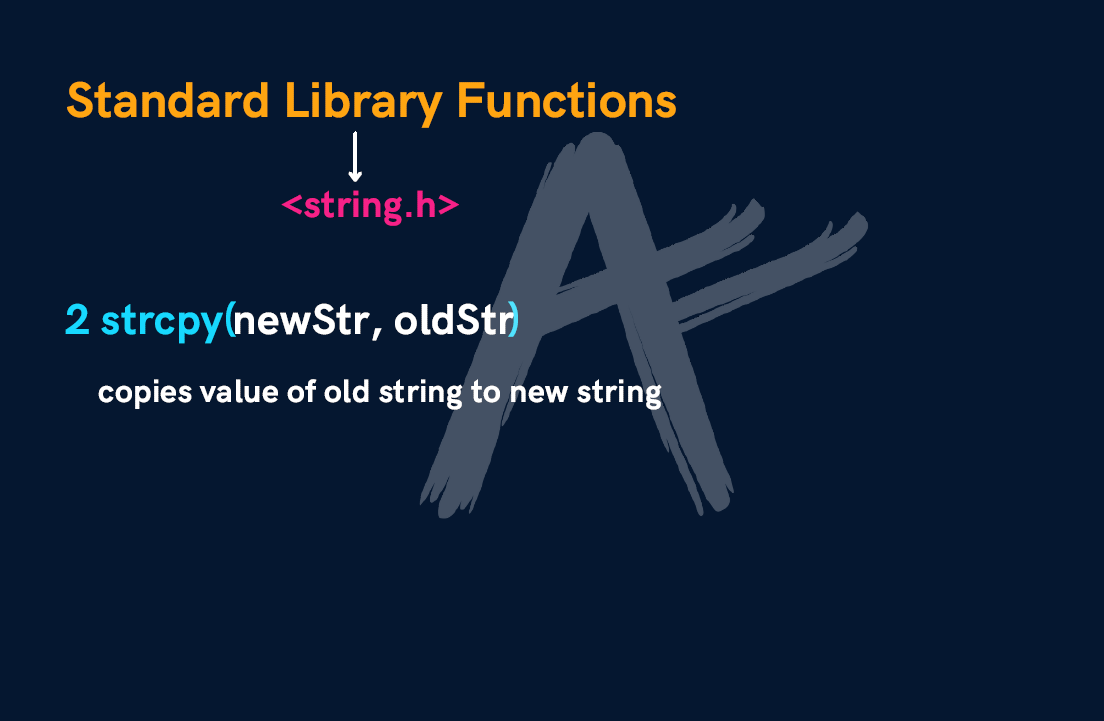 Standard Library Functions
<string.h>
2 strcpy(newStr, oldStr)
copies value of old string to new string